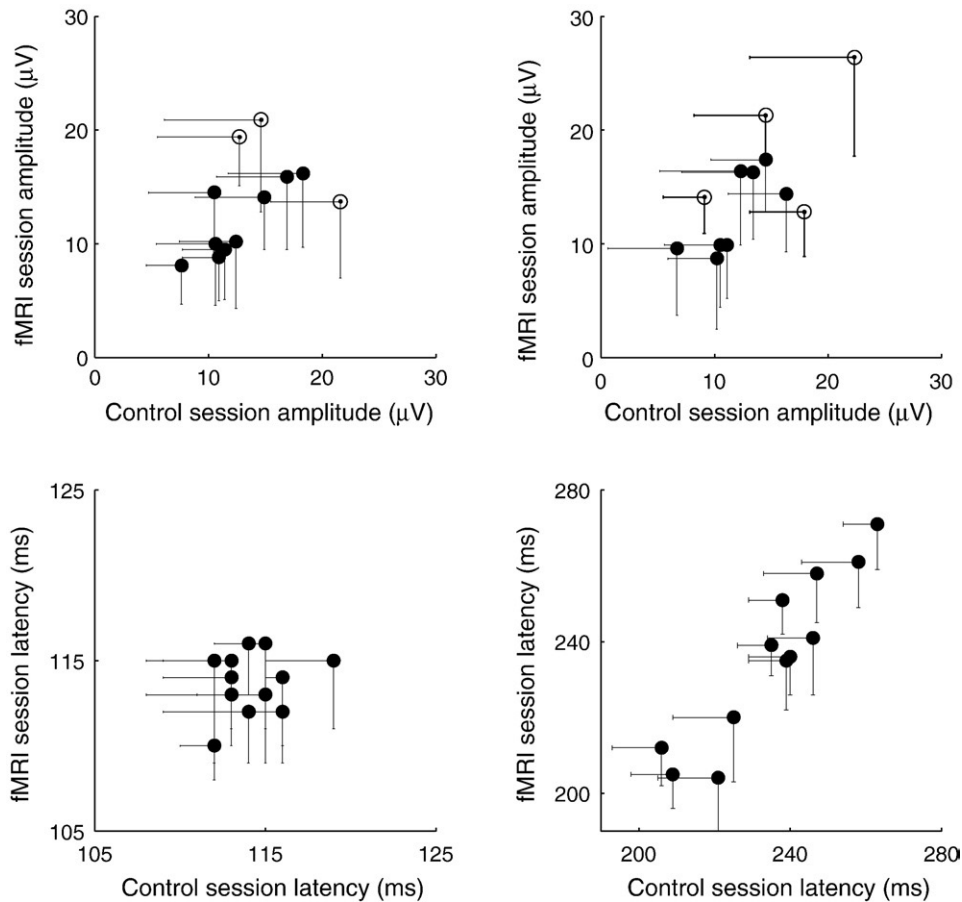 30
20
10
0
fMRI session amplitude (μV)
0 10 20 30
Control session amplitude (μV)
30
20
10
0
fMRI session amplitude (μV)
0 10 20 30
Control session amplitude (μV)
125
115
105
fMRI session latency (ms)
105 115 125
Control session latency (ms)
280
240
200
fMRI session latency (ms)
200 240 280
Control session latency (ms)